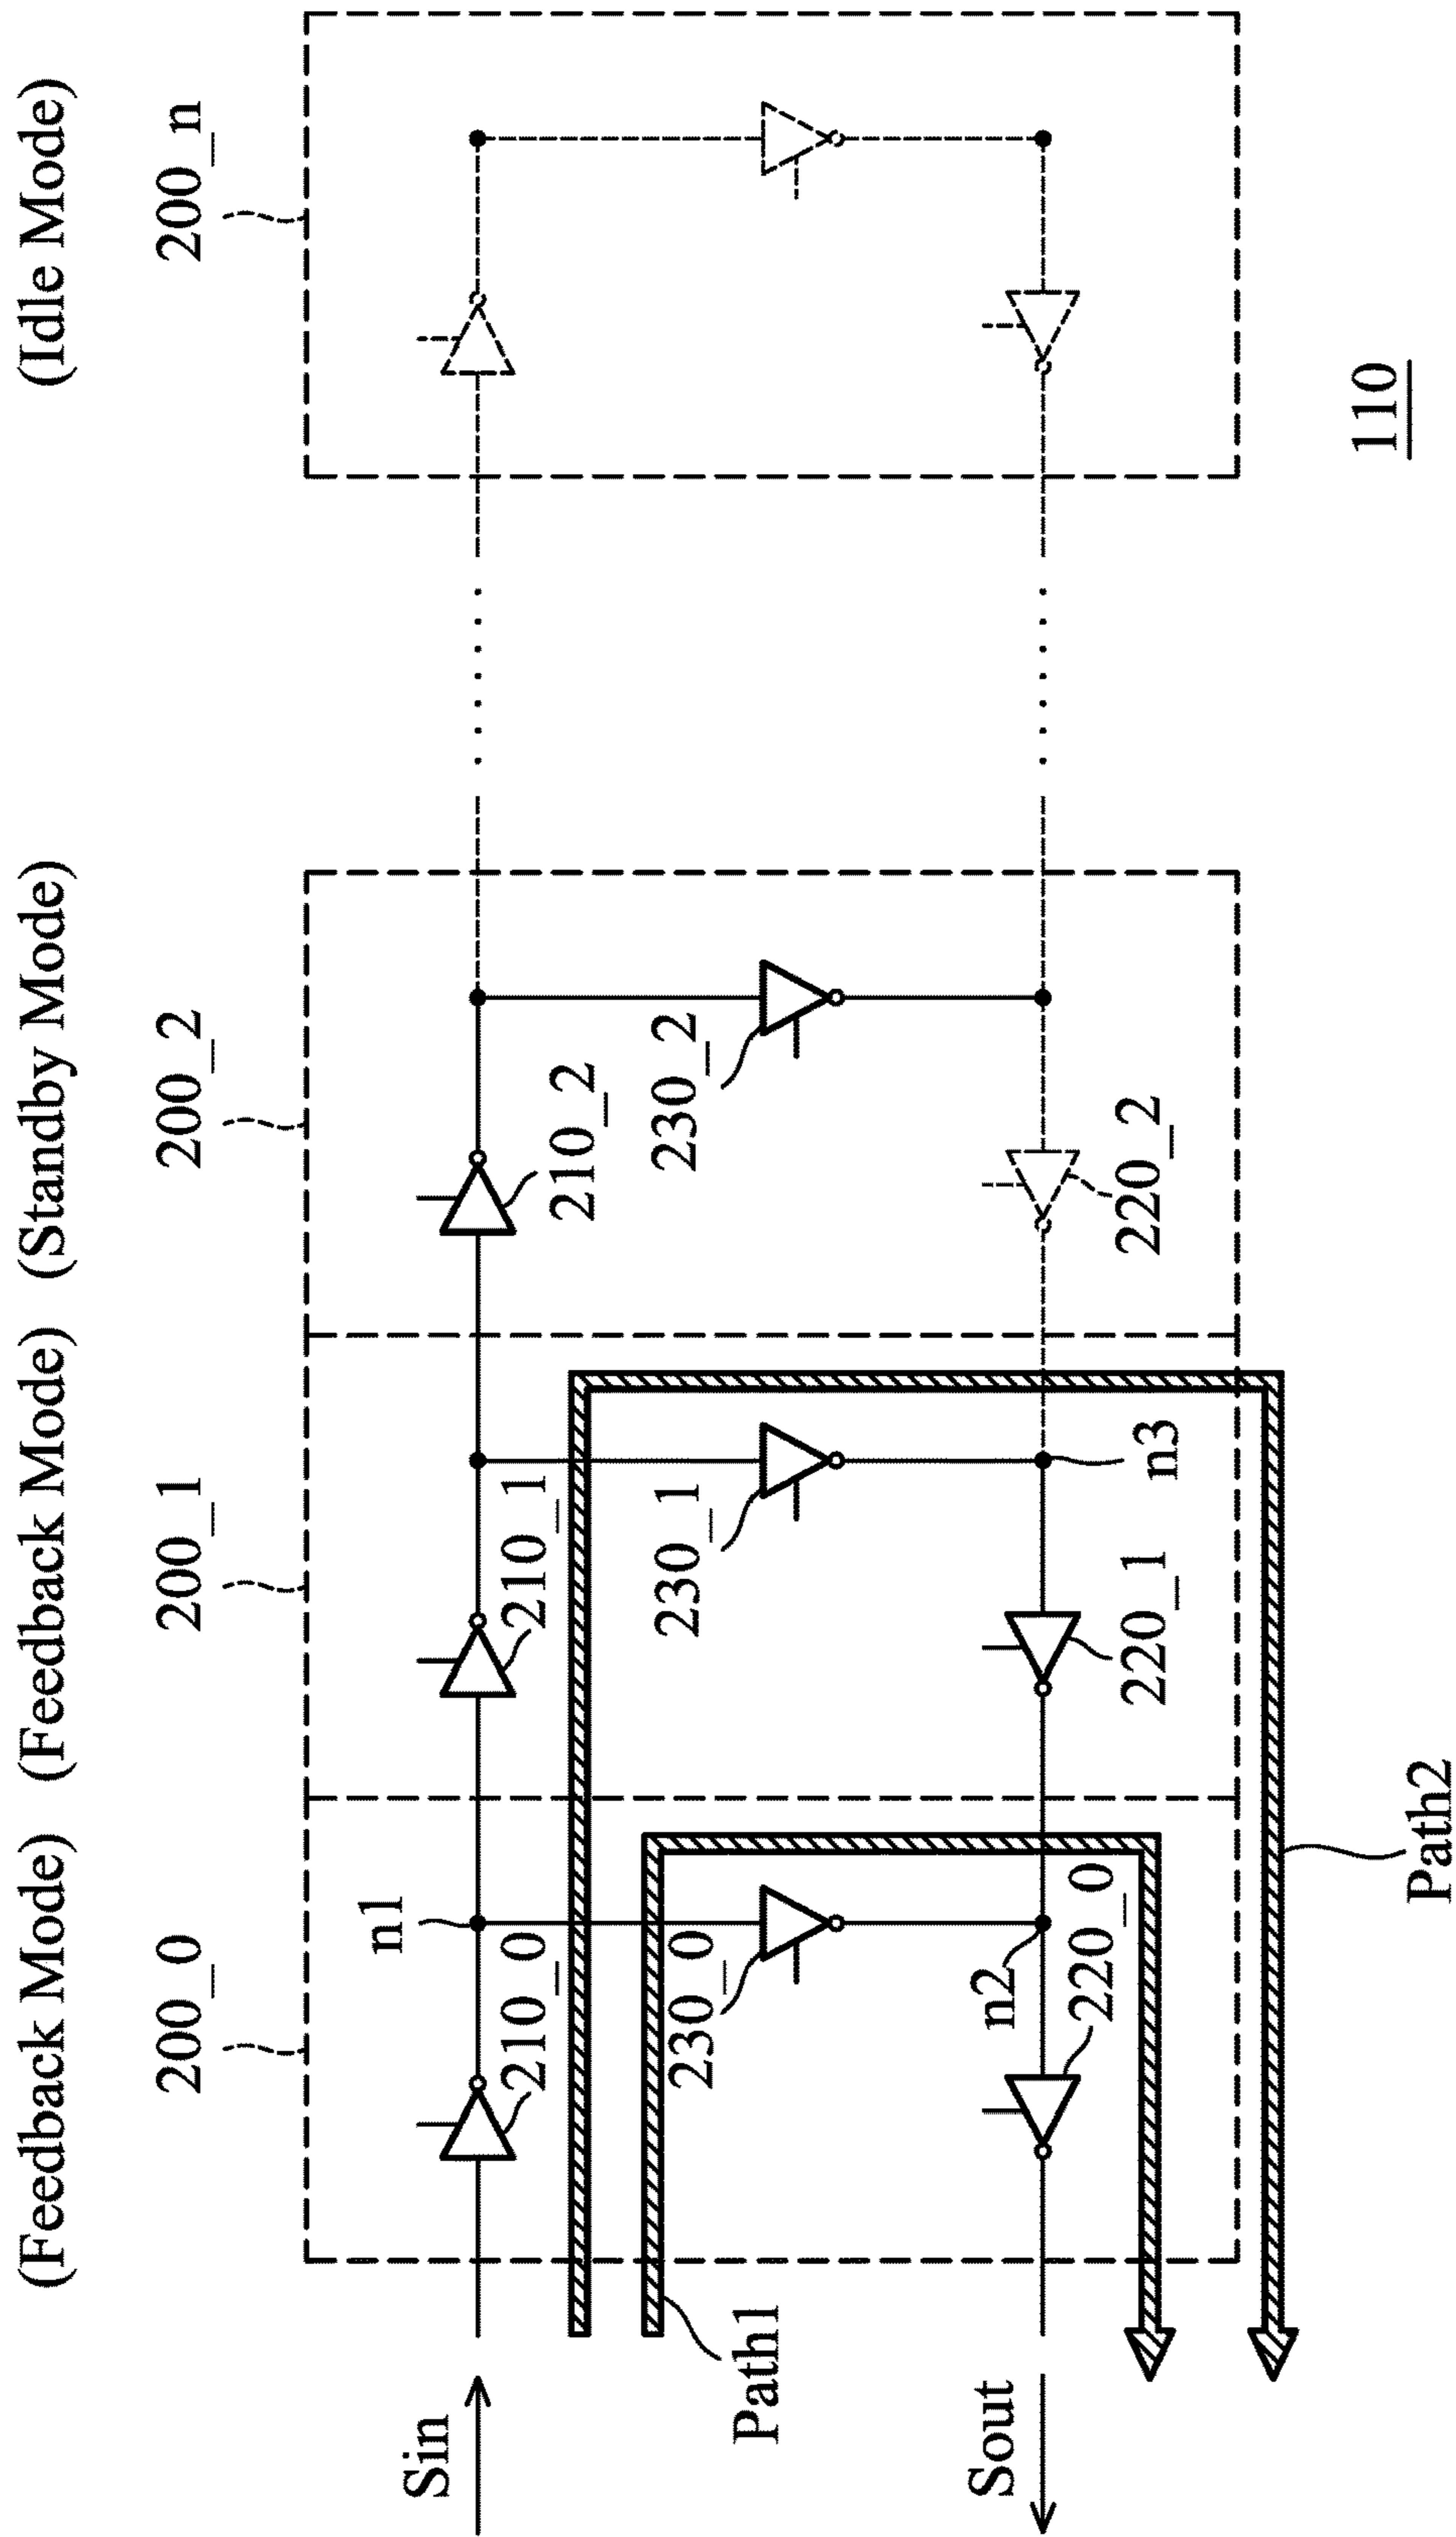 (Feedback Mode) (Feedback Mode) (Standby Mode) (Idle Mode)
200_0 200_1 200_2 200_n
Sin
n1
210_0
210_1
210_2
Path1
230_0
230_1
230_2
Sout
n2
220_0
220_1
n3
220_2
Path2
110